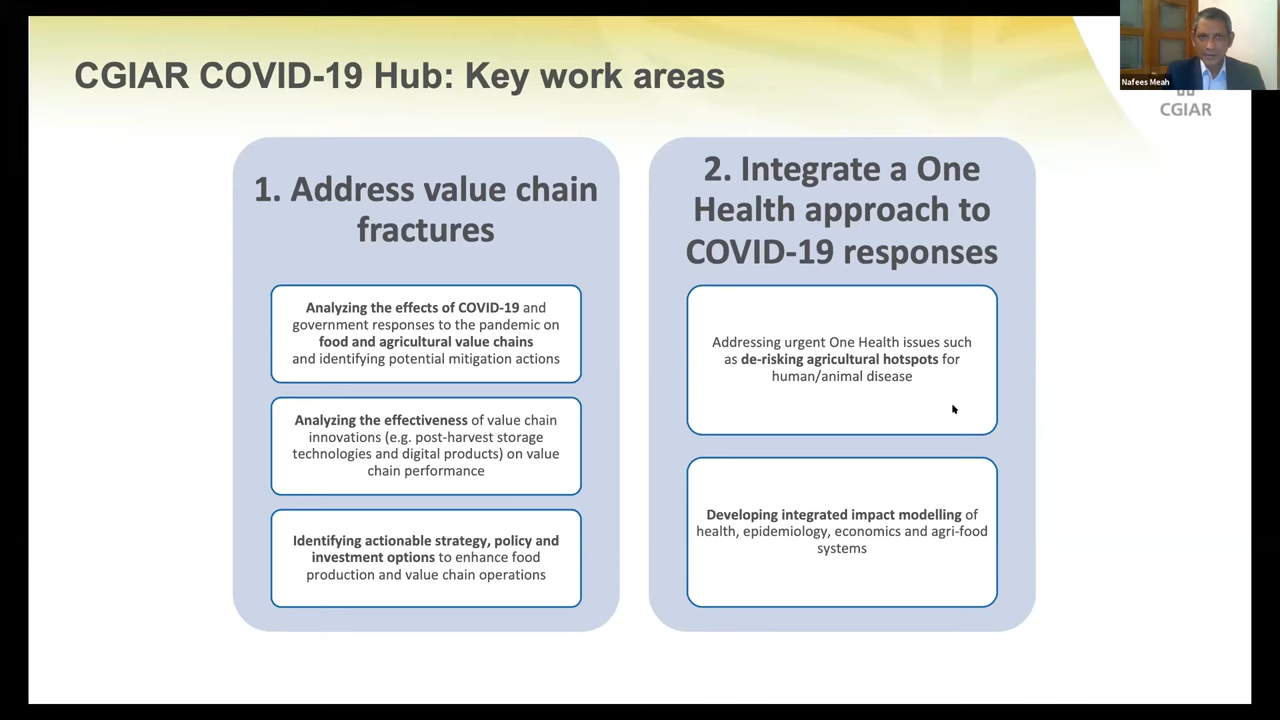 CGIAR COVID-19 Hub: Key work areas
Nafees Meah
CGIAR
1. Address value chain
fractures
Analyzing the effects of COVID-19 and
government responses to the pandemic on
food and agricultural value chains
and identifying potential mitigation actions
Analyzing the effectiveness of value chain
innovations (e.g. post-harvest storage
technologies and digital products) on value
chain performance
Identifying actionable strategy, policy and
investment options to enhance food
production and value chain operations
2. Integrate a One
Health approach to
COVID-19 responses
Addressing urgent One Health issues such
as de-risking agricultural hotspots for
human/animal disease
Developing integrated impact modelling of
health, epidemiology, economics and agri-food
systems